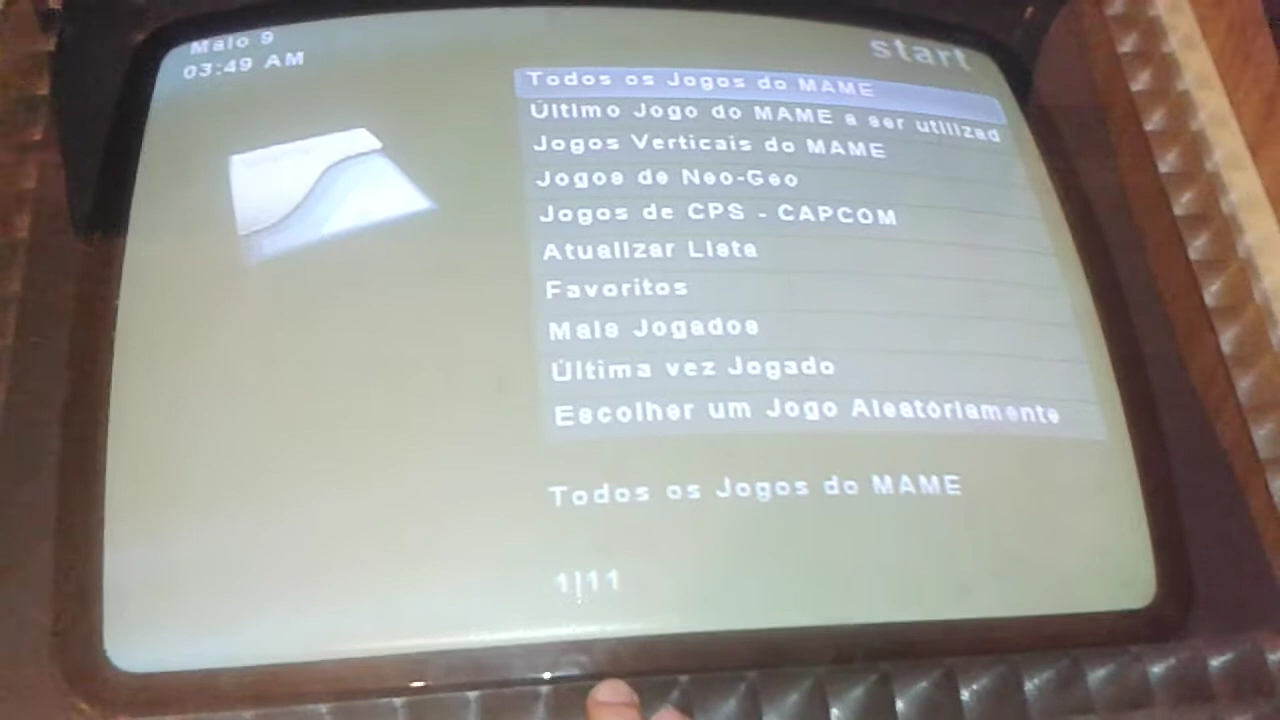 Maio 9
03:49 AM
start
Todos os Jogos do MAME
Último Jogo do MAME a ser utilizad
Jogos Verticais do MAME
Jogos de Neo-Geo
Jogos de CPS - CAPCOM
Atualizar Lista
Favoritos
Mais Jogados
Última vez Jogado
Escolher um Jogo Aleatóriamente
Todos os Jogos do MAME
1|11